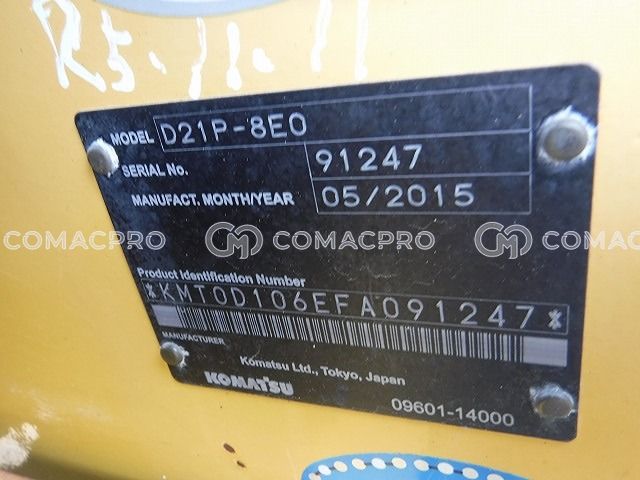 R5.11.11
MODEL D21P-8E0
SERIAL No. 91247
MANUFACT. MONTH/YEAR 05/2015
COMACPRO COMACPRO COMACPRO
Product Identification Number
*KMT0D106EFA091247*
MANUFACTURER
Komatsu Ltd., Tokyo, Japan
KOMATSU
09601-14000